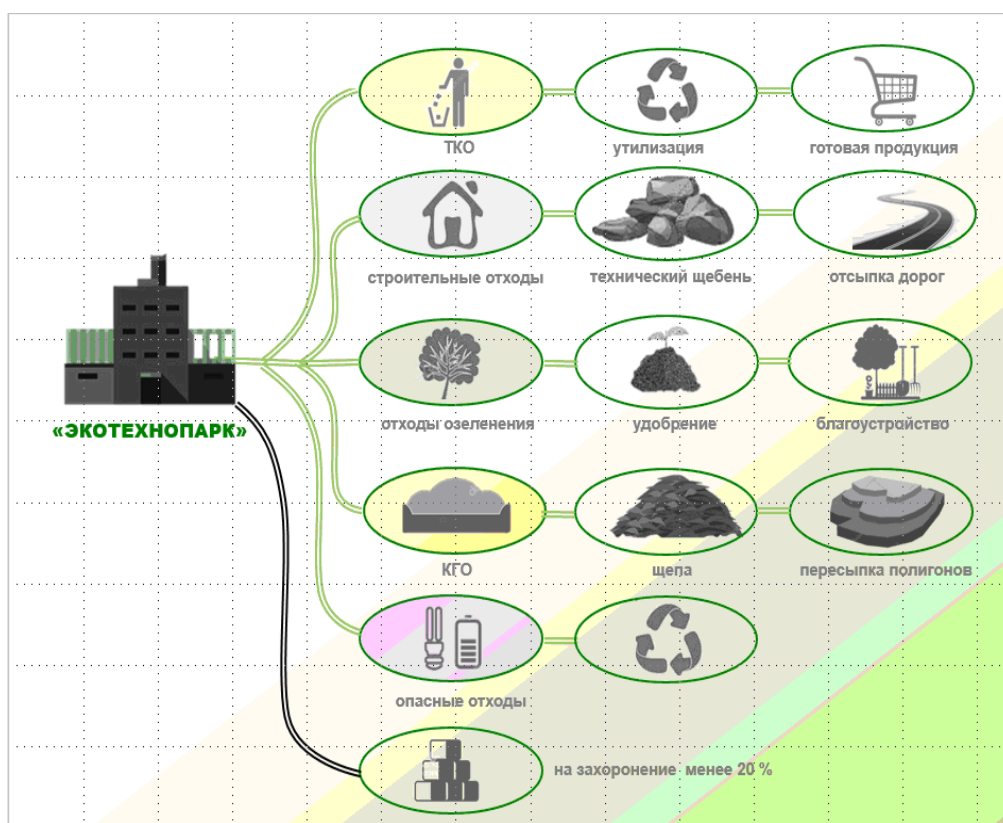 ТКО
утилизация
готовая продукция
строительные отходы
технический щебень
отсыпка дорог
«ЭКОТЕХНОПАРК»
отходы озеленения
удобрение
благоустройство
КГО
щепа
пересыпка полигонов
опасные отходы
на захоронение менее 20 %